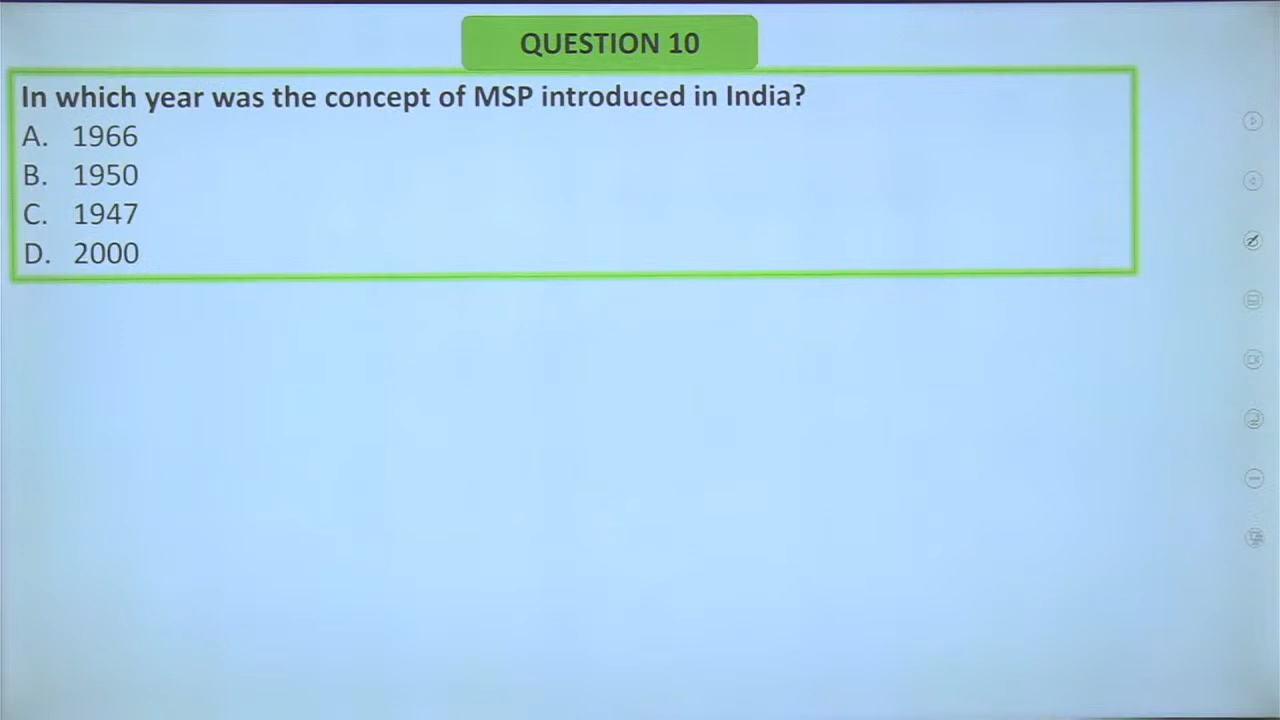 QUESTION 10
In which year was the concept of MSP introduced in India?
A. 1966
B. 1950
C. 1947
D. 2000